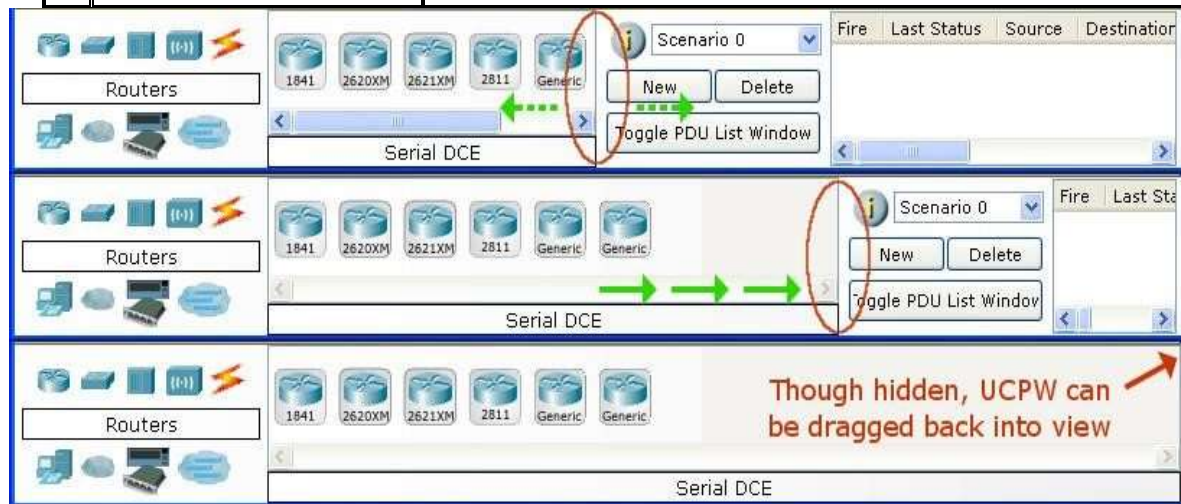 Fire Last Status Source Destination
Scenario 0
1841 2620XM 2621XM 2811 Generic
Routers
New Delete
Toggle PDU List Window
Serial DCE
Fire Last Sta
Scenario 0
1841 2620XM 2621XM 2811 Generic Generic
Routers
New Delete
Toggle PDU List Window
Serial DCE
1841 2620XM 2621XM 2811 Generic Generic
Routers
Though hidden, UCPW can
be dragged back into view
Serial DCE